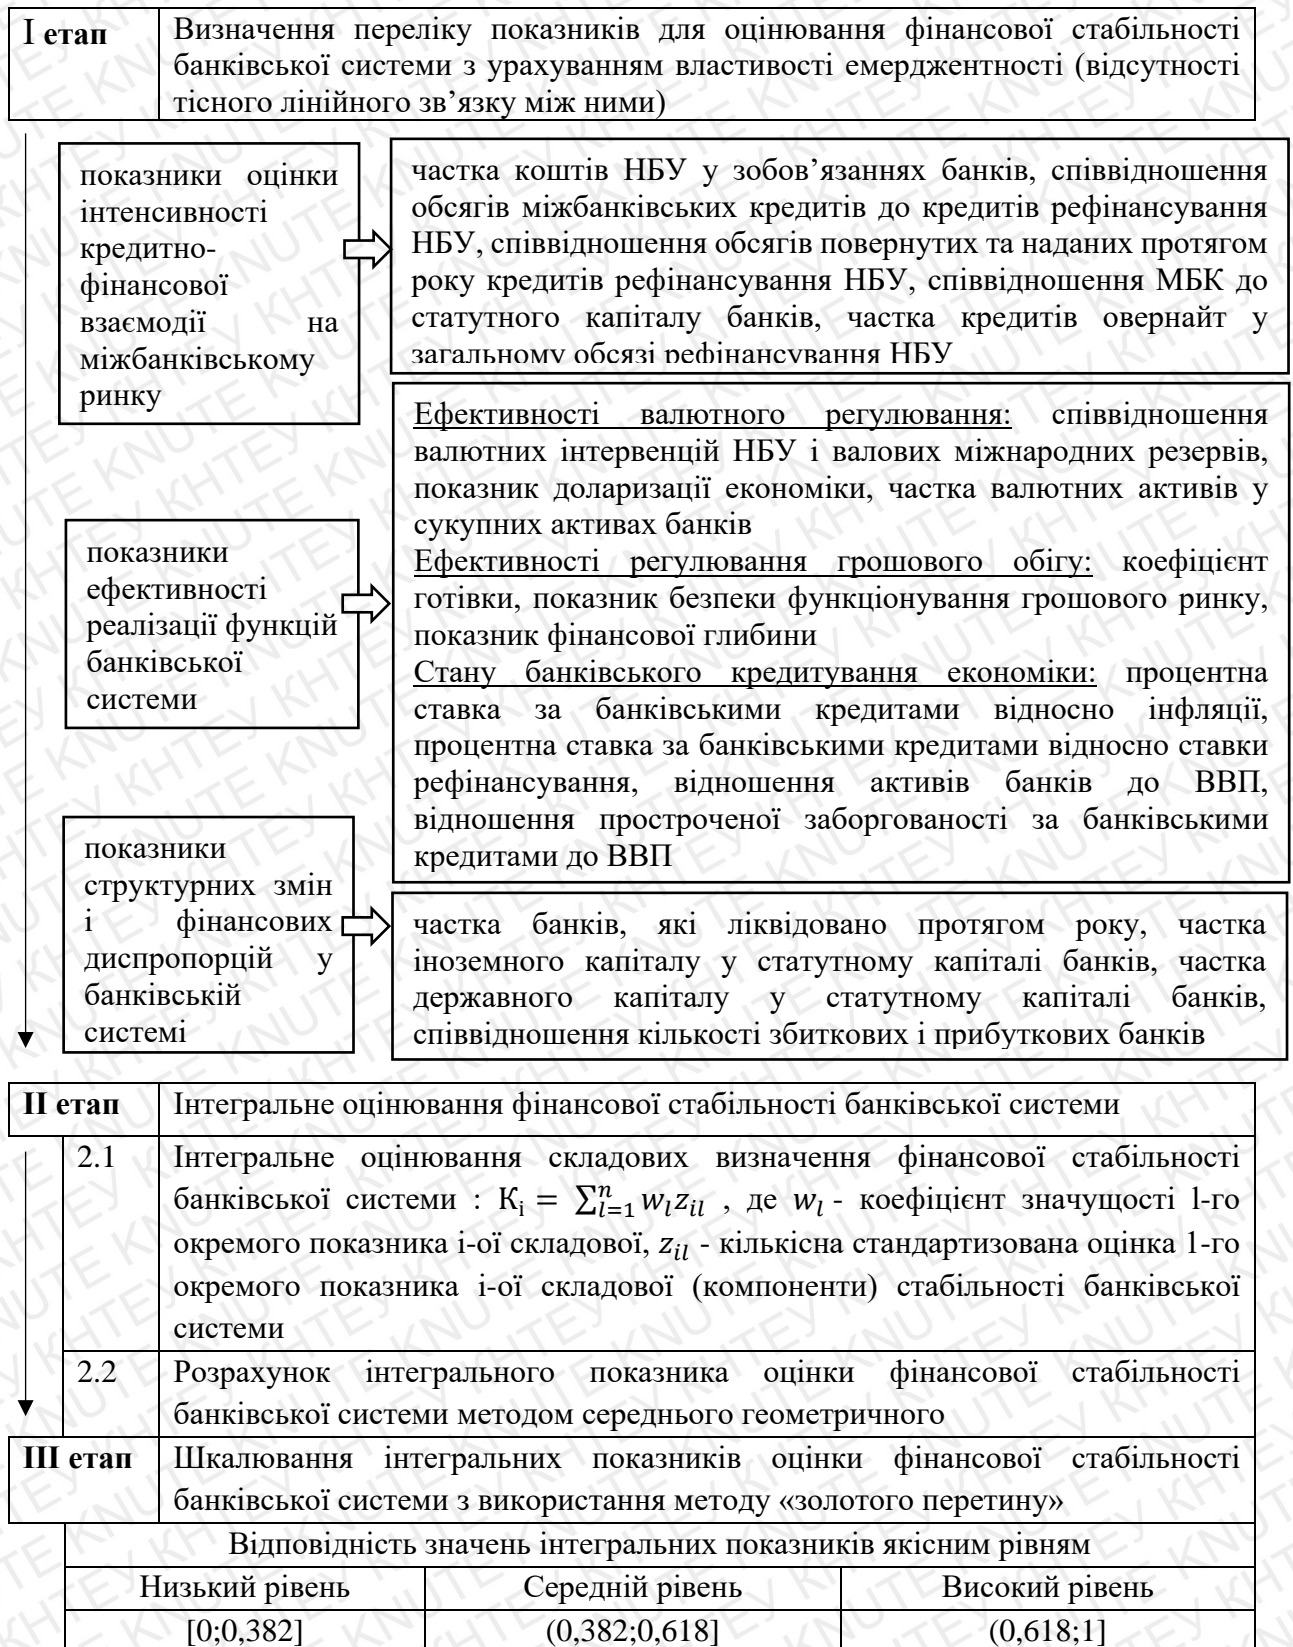 І етап
Визначення переліку показників для оцінювання фінансової стабільності
банківської системи з урахуванням властивості емерджентності (відсутності
тісного лінійного зв’язку між ними)
показники оцінки
інтенсивності
кредитно-
фінансової
взаємодії на
міжбанківському
ринку
частка коштів НБУ у зобов’язаннях банків, співвідношення
обсягів міжбанківських кредитів до кредитів рефінансування
НБУ, співвідношення обсягів повернутих та наданих протягом
року кредитів рефінансування НБУ, співвідношення МБК до
статутного капіталу банків, частка кредитів овернайт у
загальному обсязі рефінансування НБУ
показники
ефективності
реалізації функцій
банківської
системи
Ефективності валютного регулювання: співвідношення
валютних інтервенцій НБУ і валових міжнародних резервів,
показник доларизації економіки, частка валютних активів у
сукупних активах банків
Ефективності регулювання грошового обігу: коефіцієнт
готівки, показник безпеки функціонування грошового ринку,
показник фінансової глибини
Стану банківського кредитування економіки: процентна
ставка за банківськими кредитами відносно інфляції,
процентна ставка за банківськими кредитами відносно ставки
рефінансування, відношення активів банків до ВВП,
відношення простроченої заборгованості за банківськими
кредитами до ВВП
показники
структурних змін
і фінансових
диспропорцій у
банківській
системі
частка банків, які ліквідовано протягом року, частка
іноземного капіталу у статутному капіталі банків, частка
державного капіталу у статутному капіталі банків,
співвідношення кількості збиткових і прибуткових банків
ІІ етап
Інтегральне оцінювання фінансової стабільності банківської системи
2.1
Інтегральне оцінювання складових визначення фінансової стабільності
банківської системи : K_i = ∑_{l=1}^{n} w_l z_{il} , де w_l - коефіцієнт значущості l-го
окремого показника і-ої складової, z_{il} - кількісна стандартизована оцінка 1-го
окремого показника і-ої складової (компоненти) стабільності банківської
системи
2.2
Розрахунок інтегрального показника оцінки фінансової стабільності
банківської системи методом середнього геометричного
ІІІ етап
Шкалювання інтегральних показників оцінки фінансової стабільності
банківської системи з використання методу «золотого перетину»
Відповідність значень інтегральних показників якісним рівням
Низький рівень Середній рівень Високий рівень
[0;0,382] (0,382;0,618] (0,618;1]